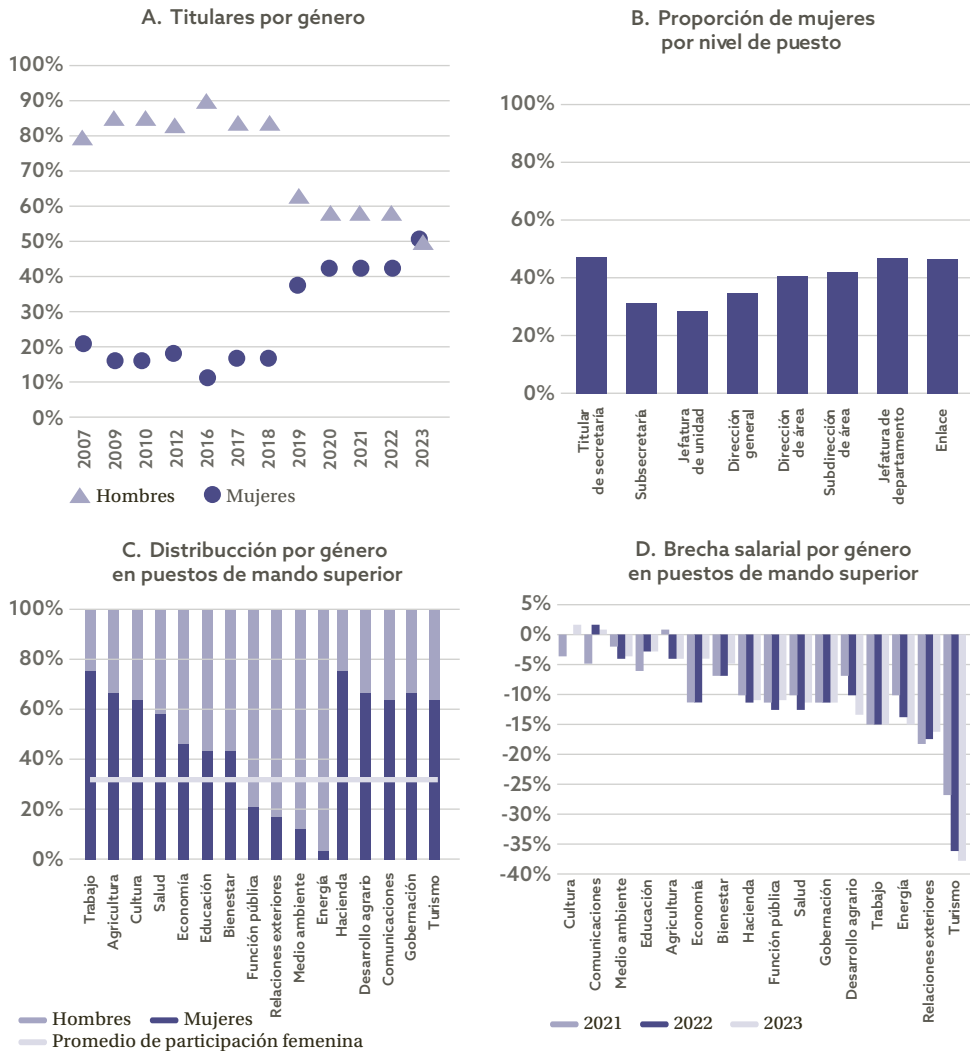 A. Titulares por género
100%
90%
80%
70%
60%
50%
40%
30%
20%
10%
0%
2007
2009
2010
2012
2016
2017
2018
2019
2020
2021
2022
2023
Hombres
Mujeres
B. Proporción de mujeres
por nivel de puesto
100%
80%
60%
40%
20%
0%
Titular
de secretaría
Subsecretaría
Jefatura
de unidad
Dirección
general
Dirección
de área
Subdirección
de área
Jefatura de
departamento
Enlace
C. Distribucción por género
en puestos de mando superior
100%
80%
60%
40%
20%
0%
Trabajo
Agricultura
Cultura
Salud
Economía
Educación
Bienestar
Función pública
Relaciones exteriores
Medio ambiente
Energía
Hacienda
Desarrollo agrario
Comunicaciones
Gobernación
Turismo
Hombres
Mujeres
Promedio de participación femenina
D. Brecha salarial por género
en puestos de mando superior
5%
0%
-5%
-10%
-15%
-20%
-25%
-30%
-35%
-40%
Cultura
Comunicaciones
Medio ambiente
Educación
Agricultura
Economía
Bienestar
Hacienda
Función pública
Salud
Gobernación
Desarrollo agrario
Trabajo
Energía
Relaciones exteriores
Turismo
2021
2022
2023